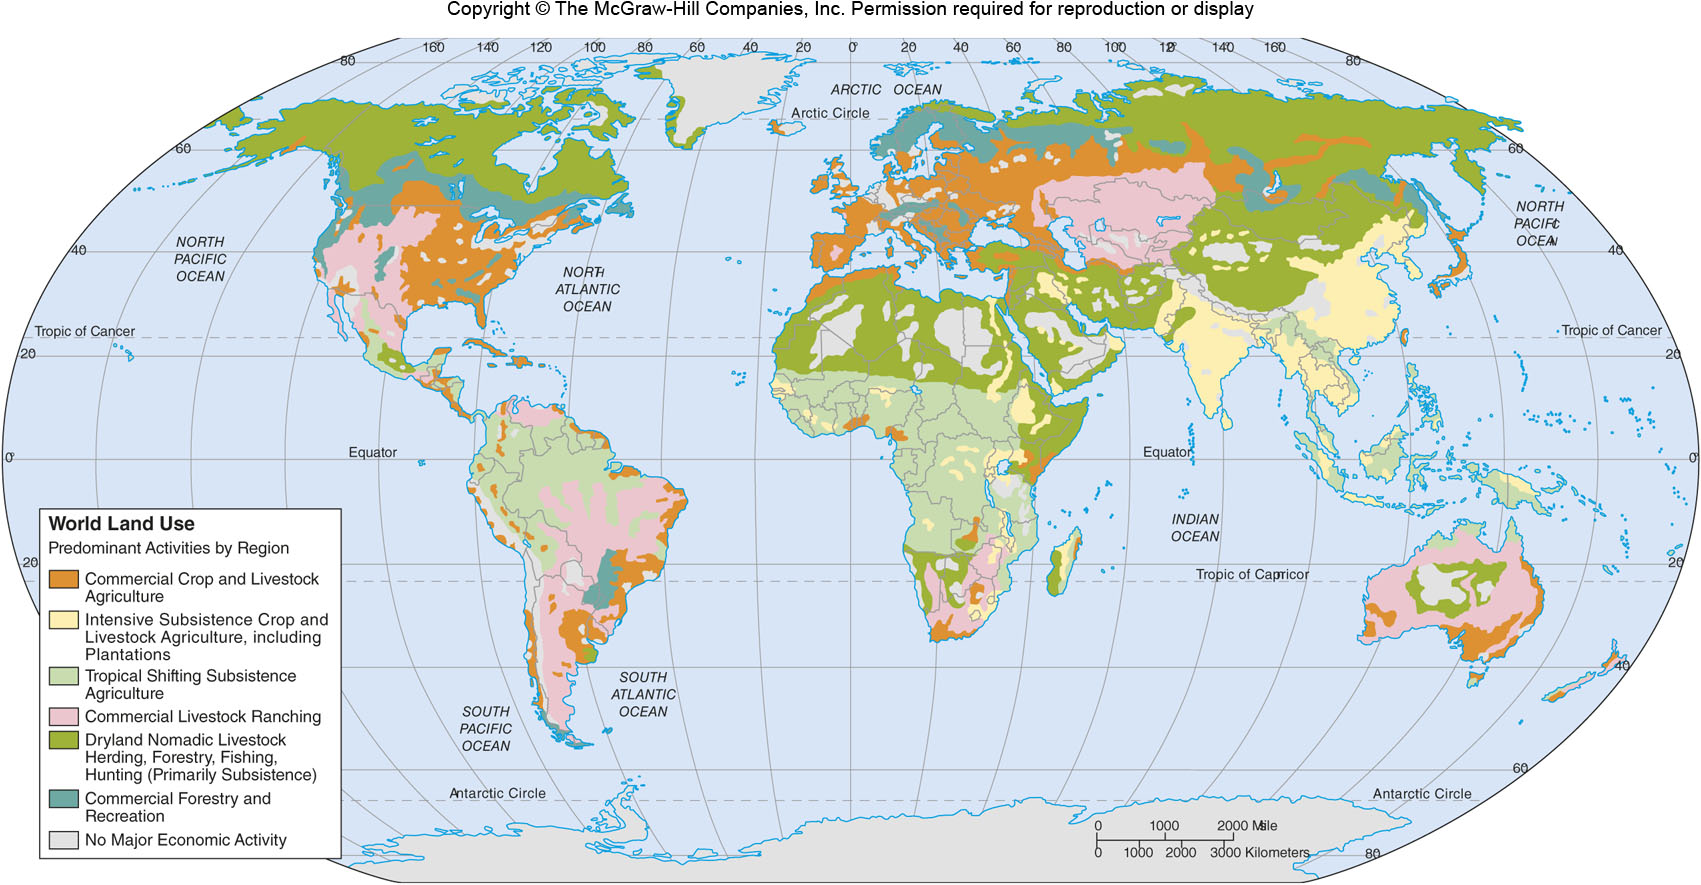 Copyright © The McGraw-Hill Companies, Inc. Permission required for reproduction or display
160 140 120 100 80 60 40 20 0° 20 40 60 80 100 120 140 160
80 80
ARCTIC OCEAN
Arctic Circle
60 60
NORTH
PACIFIC
OCEAN
NORTH
PACIFIC
OCEAN
40 40
NORTH
ATLANTIC
OCEAN
Tropic of Cancer Tropic of Cancer
20 20
Equator Equator
0° 0°
INDIAN
OCEAN
World Land Use
Predominant Activities by Region
Commercial Crop and Livestock
Agriculture
Intensive Subsistence Crop and
Livestock Agriculture, including
Plantations
Tropical Shifting Subsistence
Agriculture
Commercial Livestock Ranching
Dryland Nomadic Livestock
Herding, Forestry, Fishing,
Hunting (Primarily Subsistence)
Commercial Forestry and
Recreation
No Major Economic Activity
20 20
Tropic of Capricor
40
SOUTH
ATLANTIC
OCEAN
SOUTH
PACIFIC
OCEAN
60
Antarctic Circle Antarctic Circle
0 1000 2000 Mile
0 1000 2000 3000 Kilometers
80